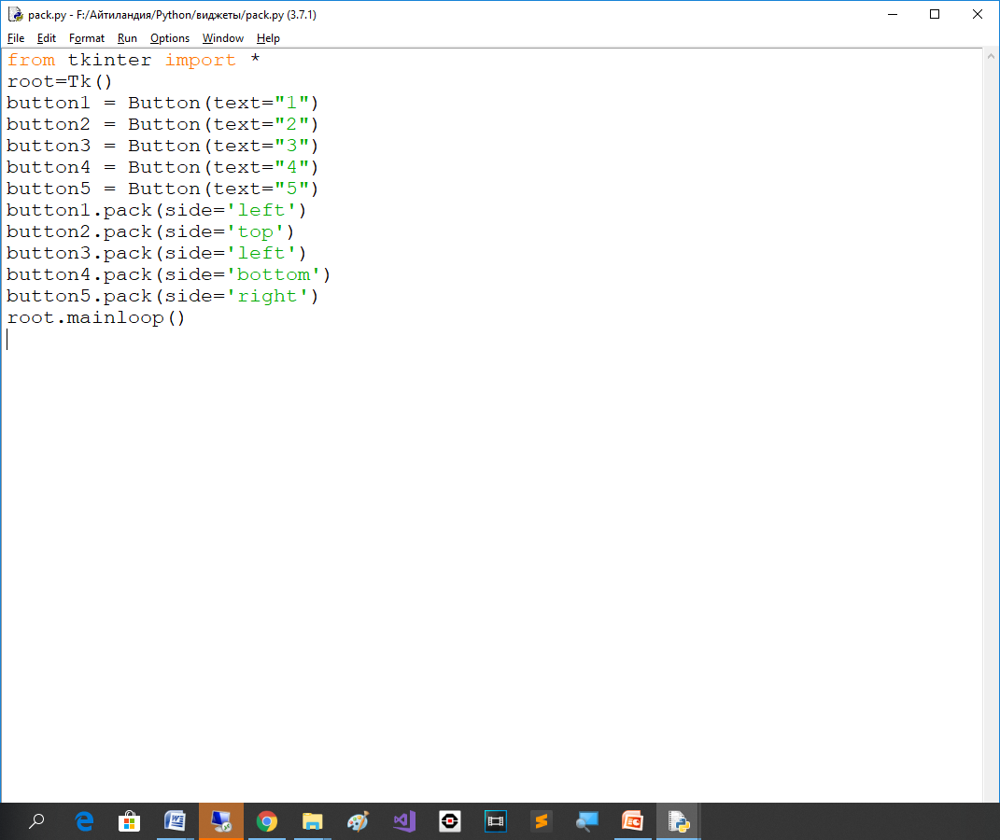 pack.py - F:/Айтиландия/Python/виджеты/pack.py (3.7.1)
File Edit Format Run Options Window Help
from tkinter import *
root=Tk()
button1 = Button(text="1")
button2 = Button(text="2")
button3 = Button(text="3")
button4 = Button(text="4")
button5 = Button(text="5")
button1.pack(side='left')
button2.pack(side='top')
button3.pack(side='left')
button4.pack(side='bottom')
button5.pack(side='right')
root.mainloop()